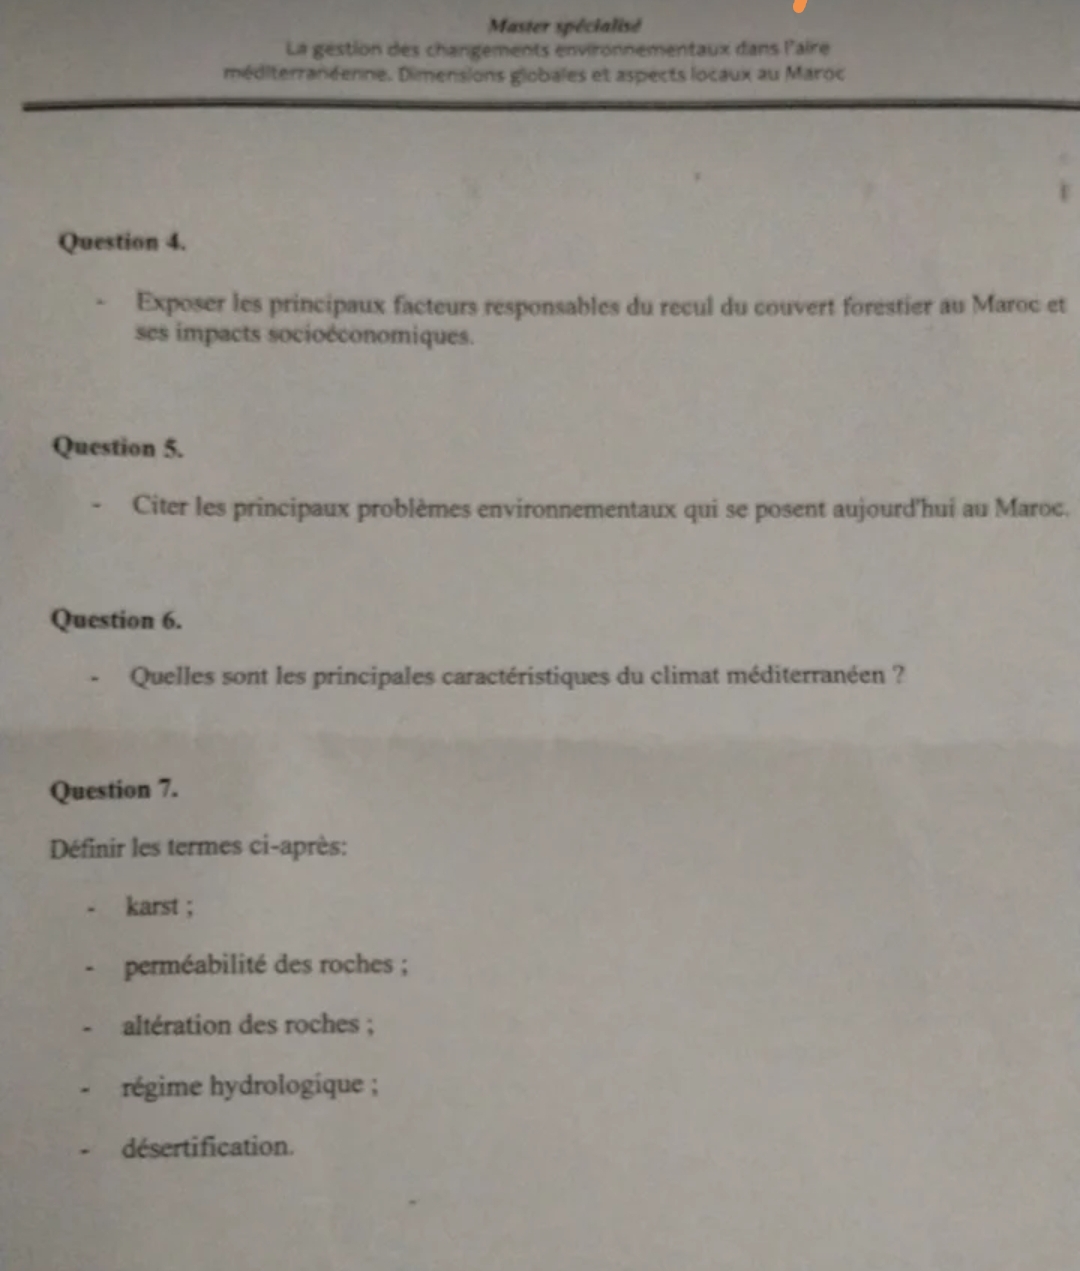 Master spécialisé
La gestion des changements environnementaux dans l'aire
méditerranéenne. Dimensions globales et aspects locaux au Maroc
Question 4.
- Exposer les principaux facteurs responsables du recul du couvert forestier au Maroc et
ses impacts socioéconomiques.
Question 5.
- Citer les principaux problèmes environnementaux qui se posent aujourd'hui au Maroc.
Question 6.
- Quelles sont les principales caractéristiques du climat méditerranéen ?
Question 7.
Définir les termes ci-après:
- karst ;
- perméabilité des roches ;
- altération des roches ;
- régime hydrologique ;
- désertification.